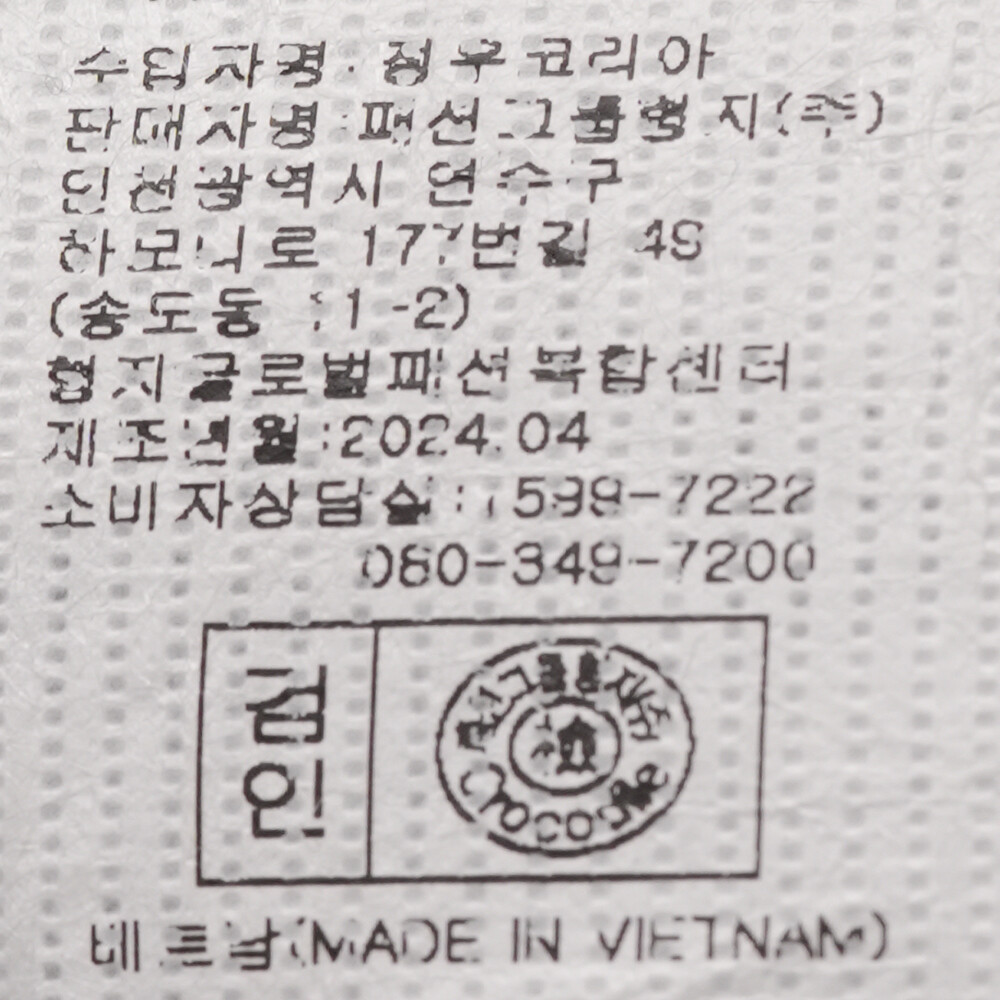 수입자명: 정우코리아
판매자명:패션그룹형지(주)
인천광역시 연수구
하모니로 177번길 49
(송도동 11-2)
형지글로벌패션복합센터
제조년월:2024.04
소비자상담실:1599-7222
080-349-7200
검인
베트남(MADE IN VIETNAM)